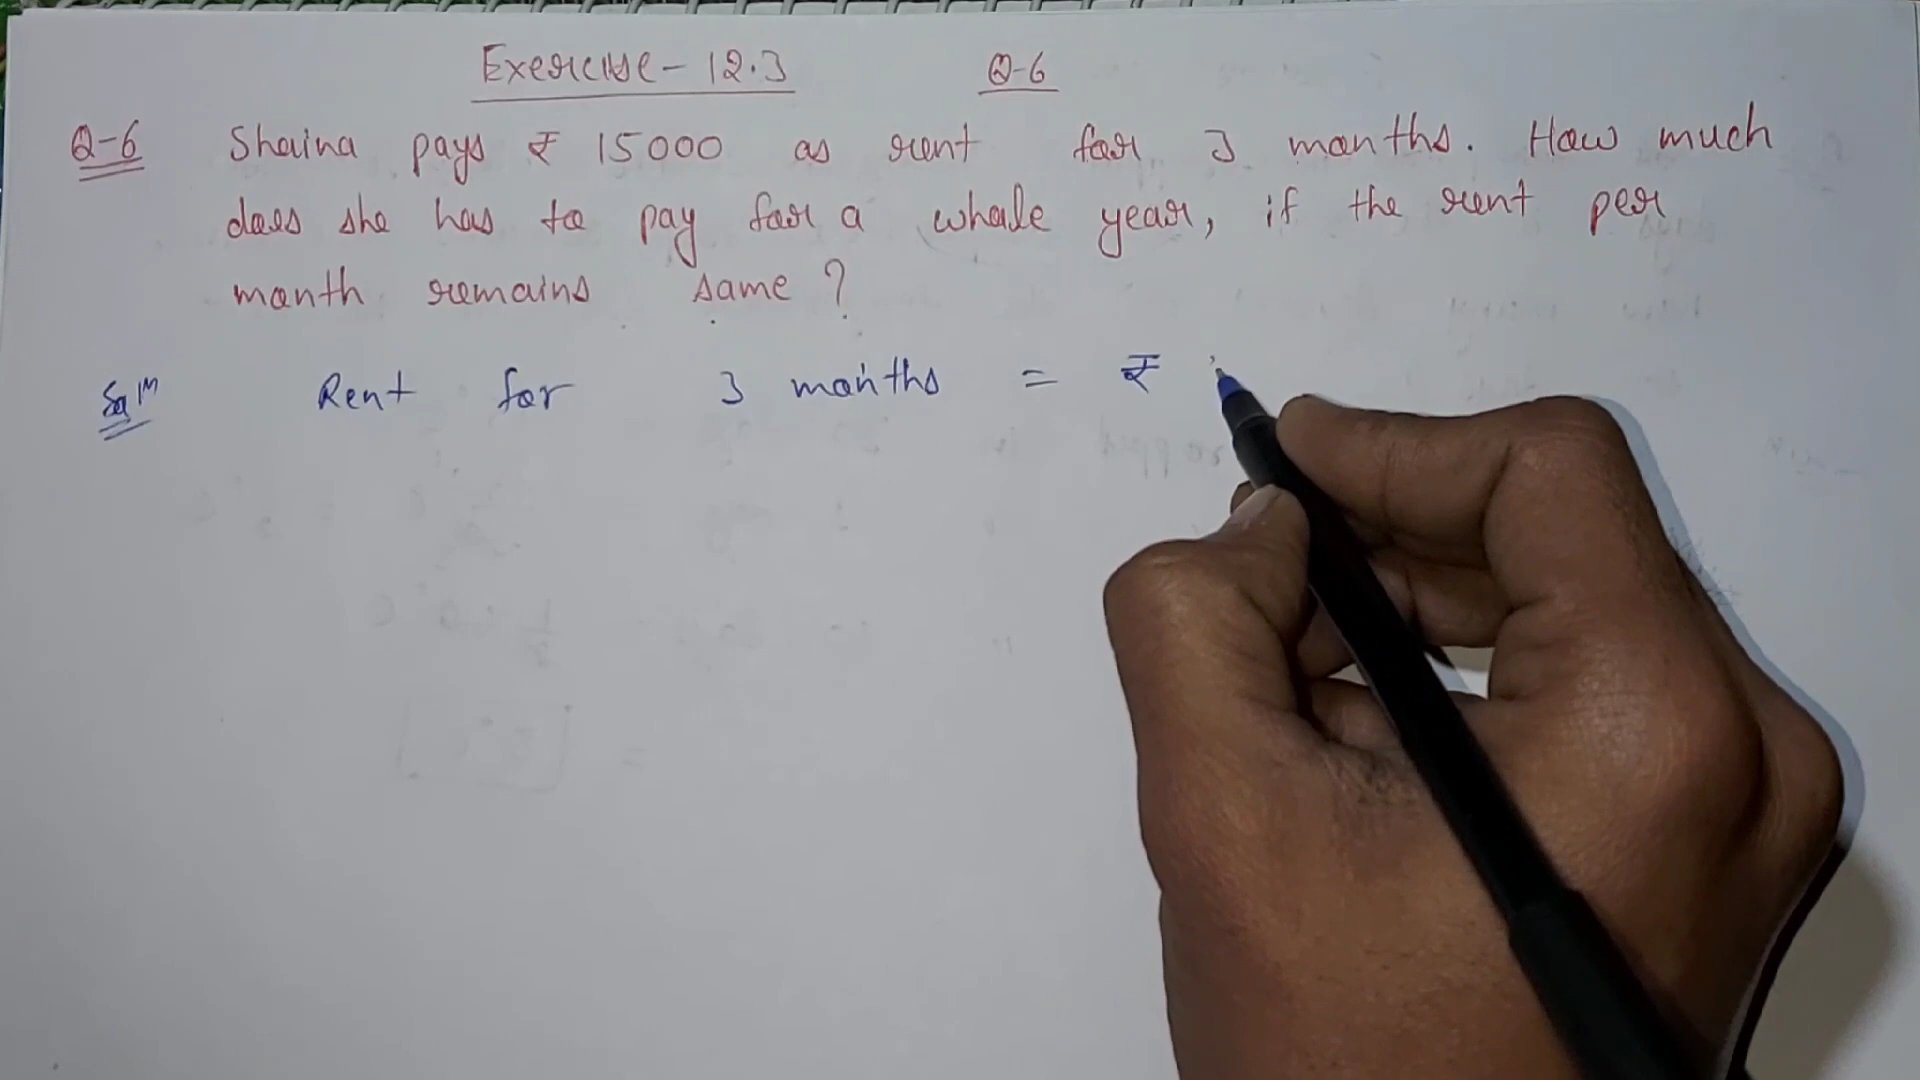 Exercise - 12.3 Q-6
Q-6 Shaina pays ₹ 15000 as rent for 3 months. How much
does she has to pay for a whole year, if the rent per
month remains same ?
Solⁿ Rent for 3 months = ₹